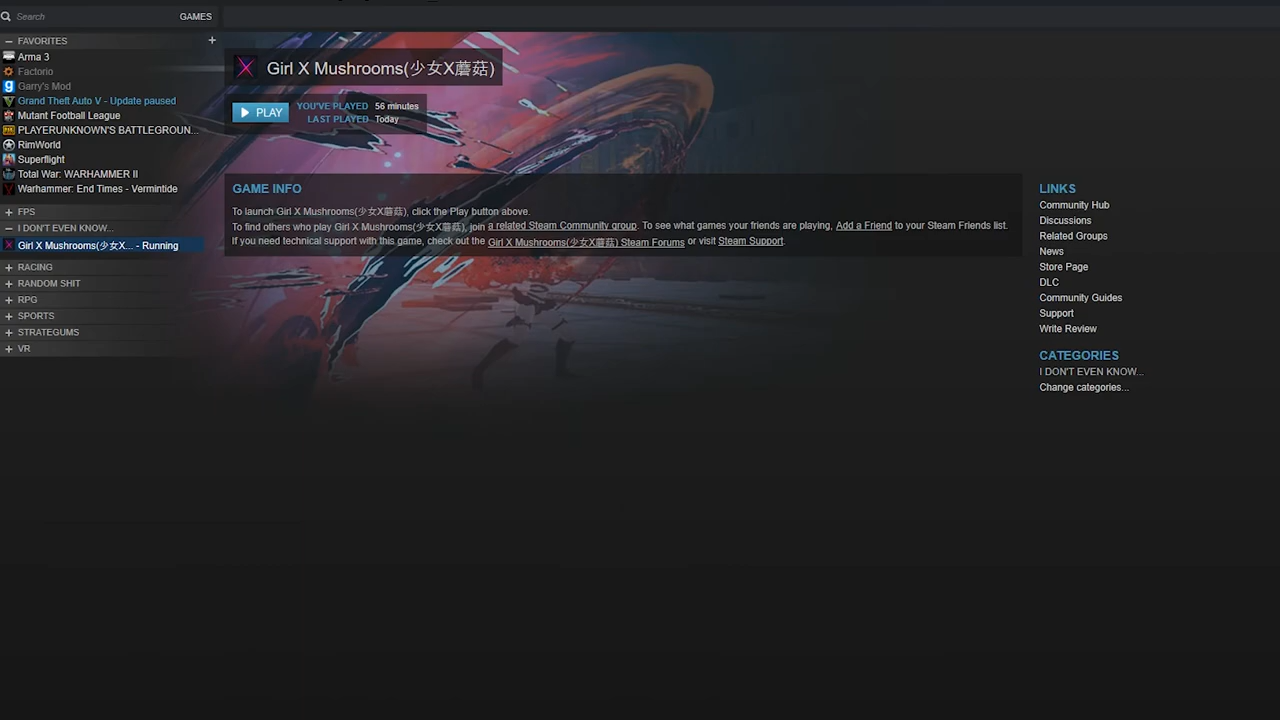 Search GAMES
FAVORITES
Arma 3
Factorio
Garry's Mod
Grand Theft Auto V - Update paused
Mutant Football League
PLAYERUNKNOWN'S BATTLEGROUN...
RimWorld
Superflight
Total War: WARHAMMER II
Warhammer: End Times - Vermintide
FPS
I DON'T EVEN KNOW...
Girl X Mushrooms(少女X... - Running
RACING
RANDOM SHIT
RPG
SPORTS
STRATEGUMS
VR
Girl X Mushrooms(少女X蘑菇)
PLAY
YOU'VE PLAYED 56 minutes
LAST PLAYED Today
GAME INFO
To launch Girl X Mushrooms(少女X蘑菇), click the Play button above.
To find others who play Girl X Mushrooms(少女X蘑菇), join a related Steam Community group. To see what games your friends are playing, Add a Friend to your Steam Friends list.
If you need technical support with this game, check out the Girl X Mushrooms(少女X蘑菇) Steam Forums or visit Steam Support.
LINKS
Community Hub
Discussions
Related Groups
News
Store Page
DLC
Community Guides
Support
Write Review
CATEGORIES
I DON'T EVEN KNOW...
Change categories...